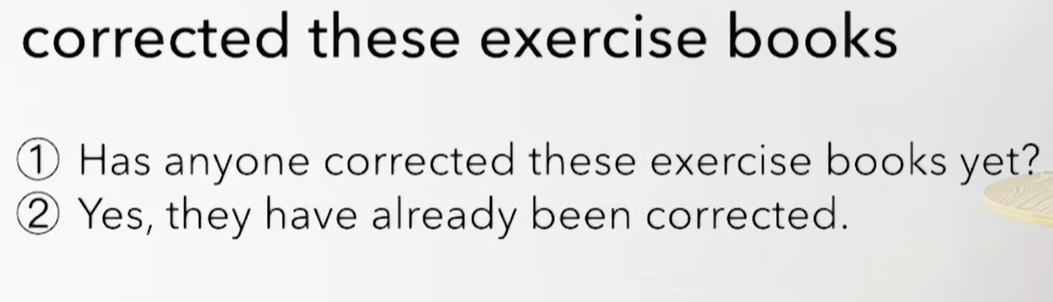 corrected these exercise books
① Has anyone corrected these exercise books yet?
② Yes, they have already been corrected.